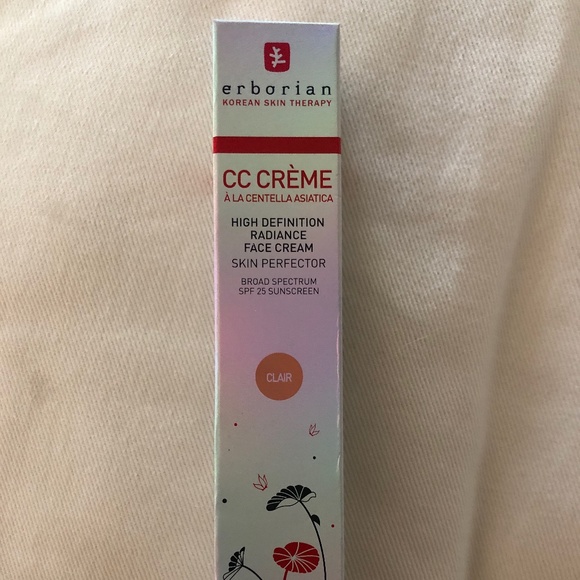 erborian
KOREAN SKIN THERAPY
CC CRÈME
À LA CENTELLA ASIATICA
HIGH DEFINITION
RADIANCE
FACE CREAM
SKIN PERFECTOR
BROAD SPECTRUM
SPF 25 SUNSCREEN
CLAIR